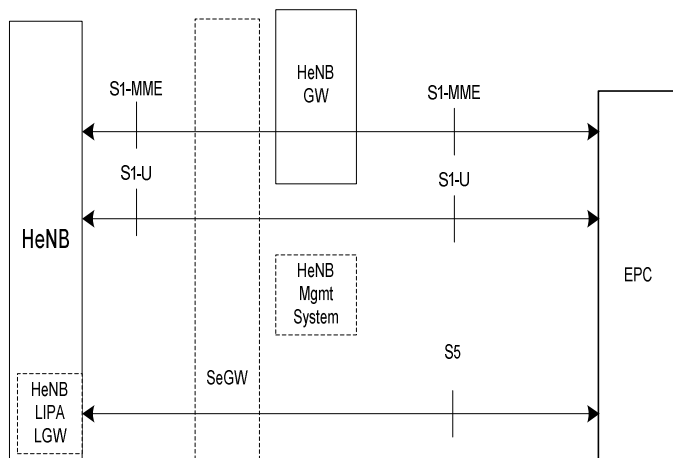 HeNB
GW
S1-MME
S1-MME
S1-U
S1-U
HeNB
EPC
HeNB
Mgmt
System
S5
SeGW
HeNB
LIPA
LGW